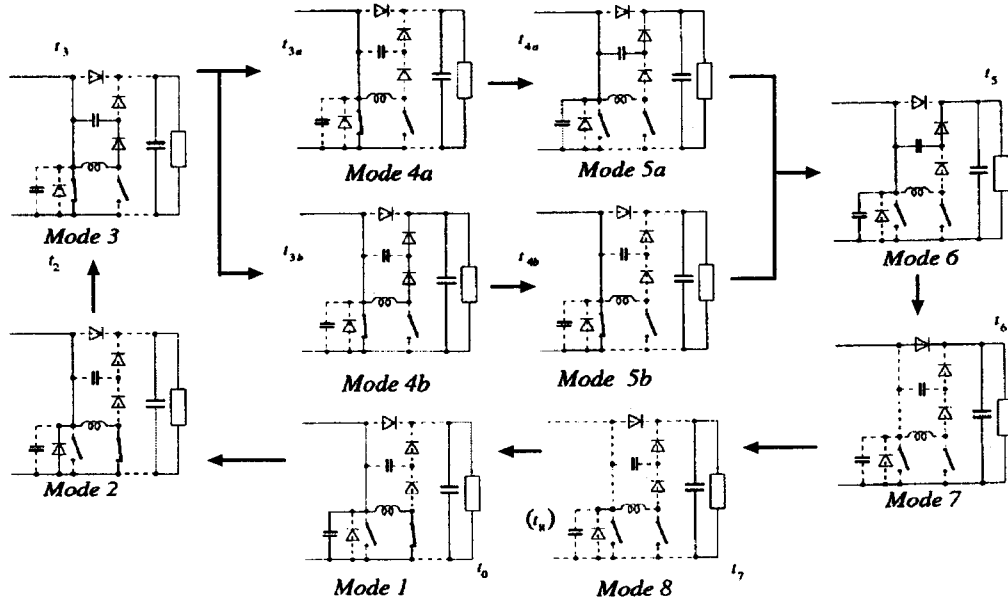 t3
t3a
t4a
t5
Mode 4a
Mode 5a
Mode 3
Mode 6
t2
t3b
t4b
t6
Mode 4b
Mode 5b
Mode 2
Mode 7
(t8)
t0
t7
Mode 1
Mode 8